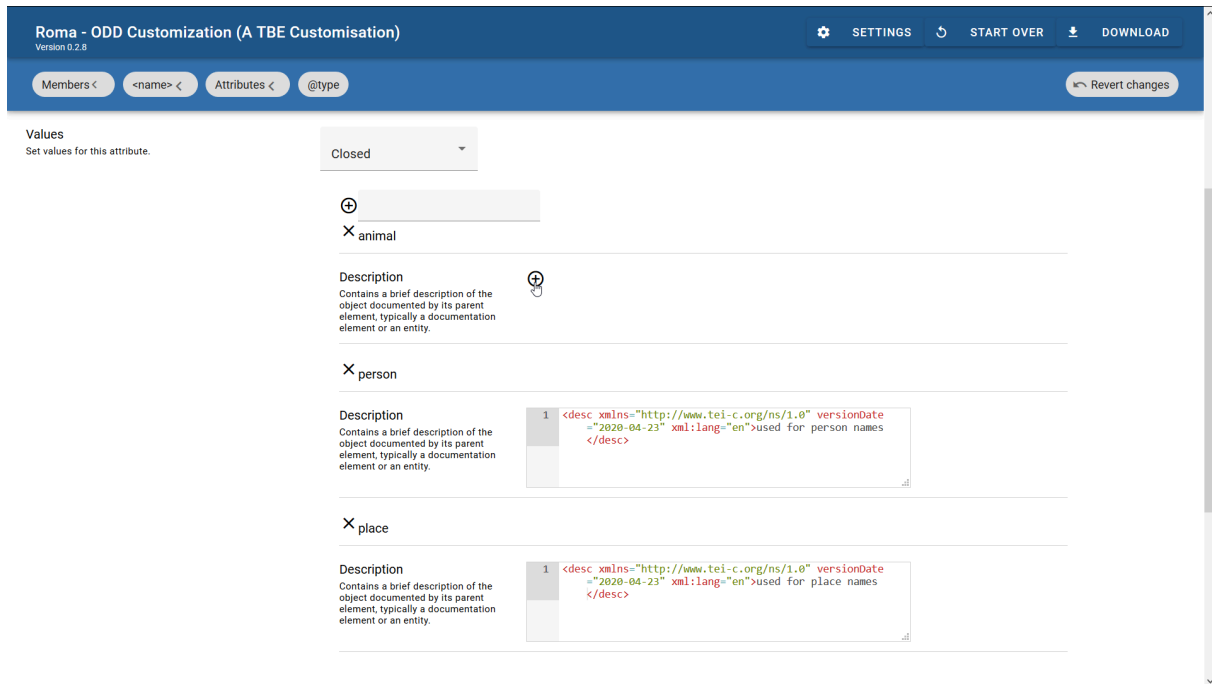 Roma - ODD Customization (A TBE Customisation)
Version 0.2.8
SETTINGS
START OVER
DOWNLOAD
Members <
<name> <
Attributes <
@type
Revert changes
Values
Set values for this attribute.
Closed
animal
Description
Contains a brief description of the
object documented by its parent
element, typically a documentation
element or an entity.
person
Description
Contains a brief description of the
object documented by its parent
element, typically a documentation
element or an entity.
1 <desc xmlns="http://www.tei-c.org/ns/1.0" versionDate
="2020-04-23" xml:lang="en">used for person names
</desc>
place
Description
Contains a brief description of the
object documented by its parent
element, typically a documentation
element or an entity.
1 <desc xmlns="http://www.tei-c.org/ns/1.0" versionDate
="2020-04-23" xml:lang="en">used for place names
</desc>